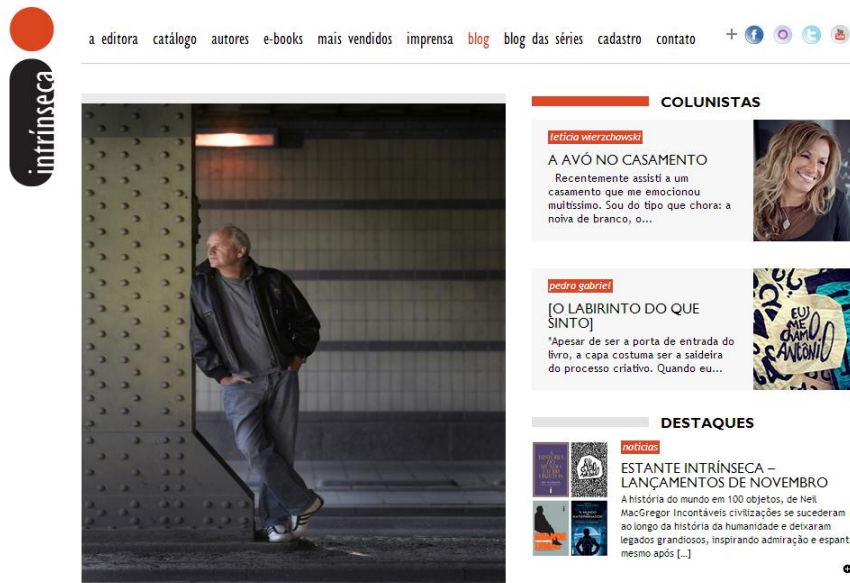 intrínseca
a editora catálogo autores e-books mais vendidos imprensa blog blog das séries cadastro contato
COLUNISTAS
leticia wierzchowski
A AVÓ NO CASAMENTO
Recentemente assisti a um
casamento que me emocionou
muitíssimo. Sou do tipo que chora: a
noiva de branco, o...
pedro gabriel
[O LABIRINTO DO QUE
SINTO]
"Apesar de ser a porta de entrada do
livro, a capa costuma ser a saideira
do processo criativo. Quando eu...
EU
ME
CHAMO
ANTÔNIO
DESTAQUES
notícias
ESTANTE INTRÍNSECA –
LANÇAMENTOS DE NOVEMBRO
A história do mundo em 100 objetos, de Neil
MacGregor Incontáveis civilizações se sucederam
ao longo da história da humanidade e deixaram
legados grandiosos, inspirando admiração e espant
mesmo após [...]